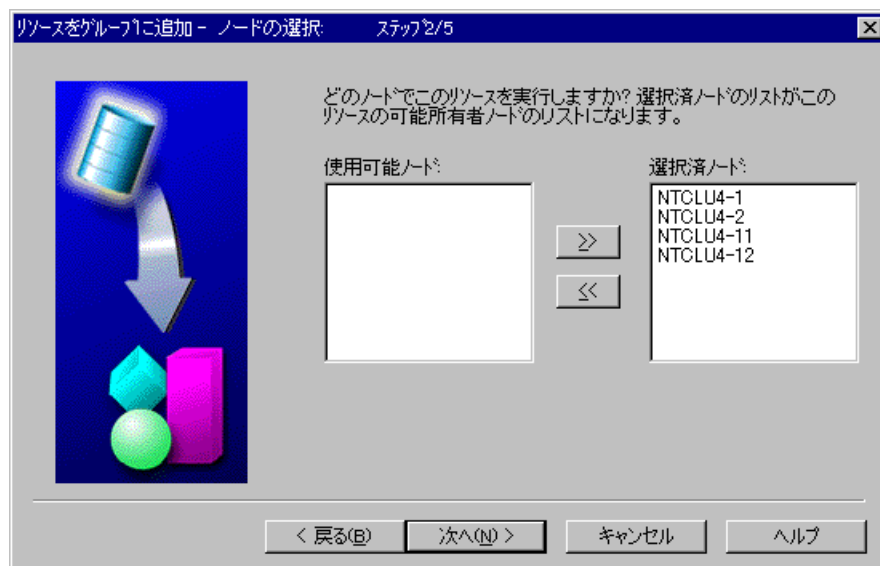 リソースをグループに追加 - ノードの選択: ステップ2/5
どのノードでこのリソースを実行しますか? 選択済ノードのリストがこの
リソースの可能所有者ノードのリストになります。
使用可能ノード:
選択済ノード:
NTCLU4-1
NTCLU4-2
NTCLU4-11
NTCLU4-12
>>
<<
< 戻る(B)
次へ(N) >
キャンセル
ヘルプ